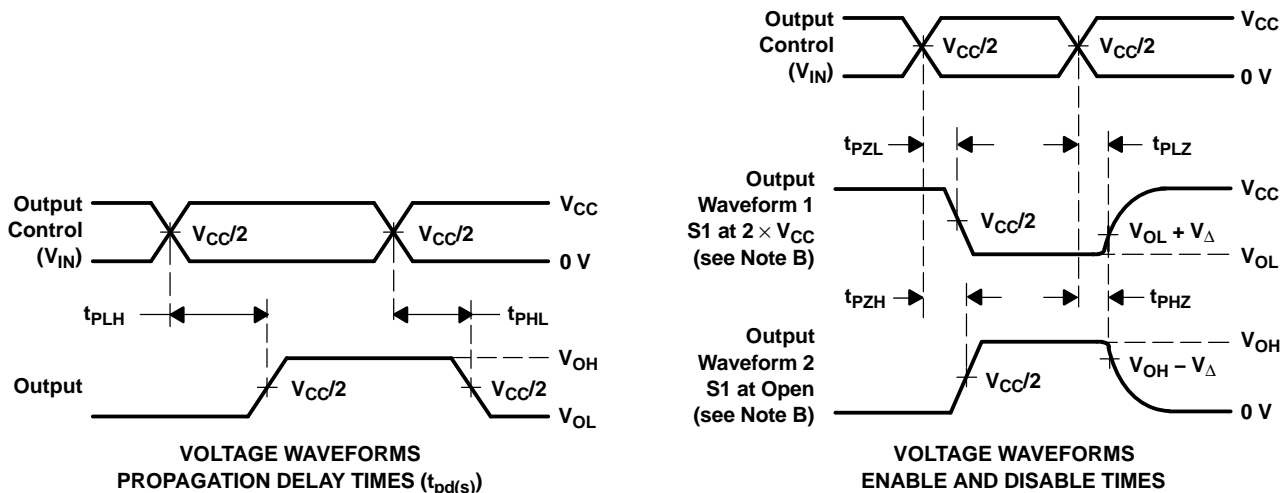 Output
Control
(V_IN)
V_CC/2
V_CC/2
V_CC
0 V
t_PLH
t_PHL
Output
V_CC/2
V_CC/2
V_OH
V_OL
VOLTAGE WAVEFORMS
PROPAGATION DELAY TIMES (t_pd(s))
Output
Control
(V_IN)
V_CC/2
V_CC/2
V_CC
0 V
t_PZL
t_PLZ
Output
Waveform 1
S1 at 2 × V_CC
(see Note B)
V_CC/2
V_CC
V_OL + V_Δ
V_OL
t_PZH
t_PHZ
Output
Waveform 2
S1 at Open
(see Note B)
V_CC/2
V_OH
V_OH − V_Δ
0 V
VOLTAGE WAVEFORMS
ENABLE AND DISABLE TIMES